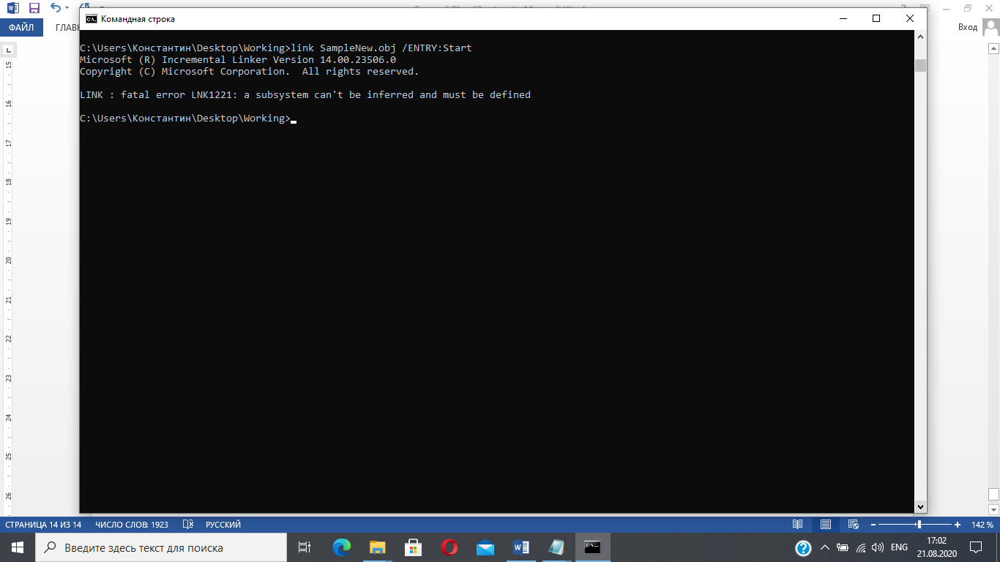 ФАЙЛ
Командная строка
Вход
C:\Users\Константин\Desktop\Working>link SampleNew.obj /ENTRY:Start
Microsoft (R) Incremental Linker Version 14.00.23506.0
Copyright (C) Microsoft Corporation.  All rights reserved.
LINK : fatal error LNK1221: a subsystem can't be inferred and must be defined
C:\Users\Константин\Desktop\Working>
15
16
17
18
19
20
21
22
23
24
25
26
СТРАНИЦА 14 ИЗ 14 ЧИСЛО СЛОВ: 1923 РУССКИЙ 142 %
Введите здесь текст для поиска
ENG
17:02
21.08.2020